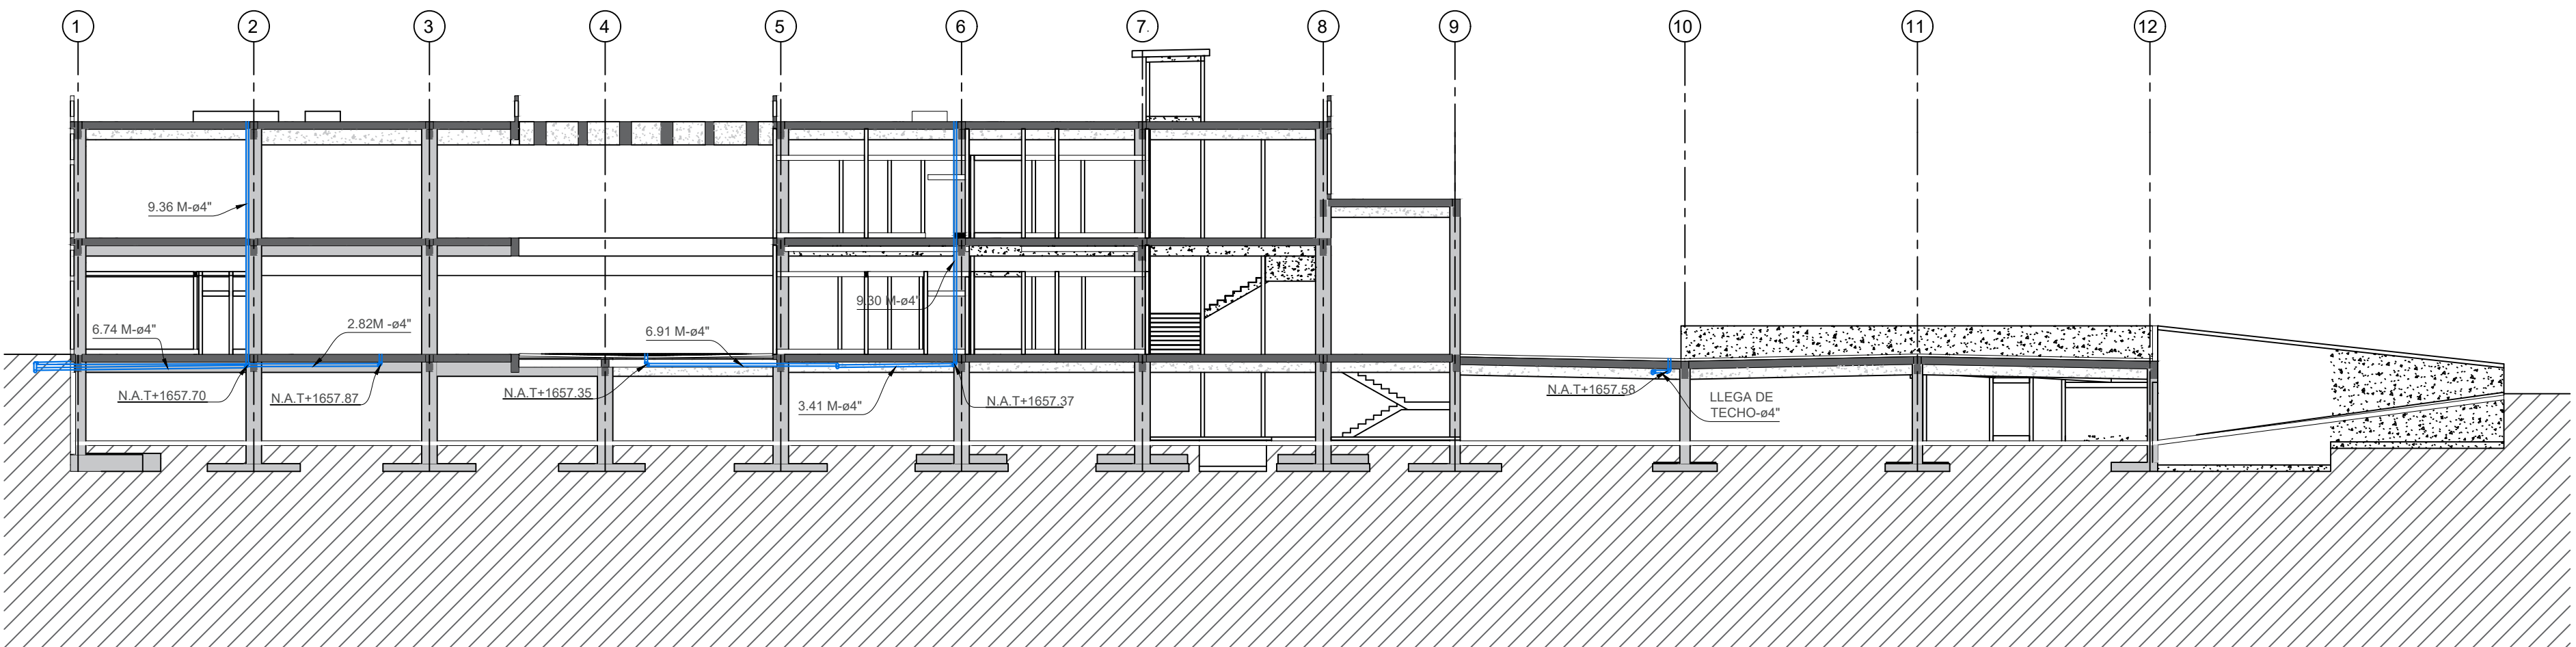 1 2 3 4 5 6 7. 8 9 10 11 12
9.36 M-ø4"
9.30 M-ø4"
6.74 M-ø4"
2.82M -ø4"
6.91 M-ø4"
N.A.T+1657.70
N.A.T+1657.87
N.A.T+1657.35
3.41 M-ø4"
N.A.T+1657.37
N.A.T+1657.58
LLEGA DE
TECHO-ø4"